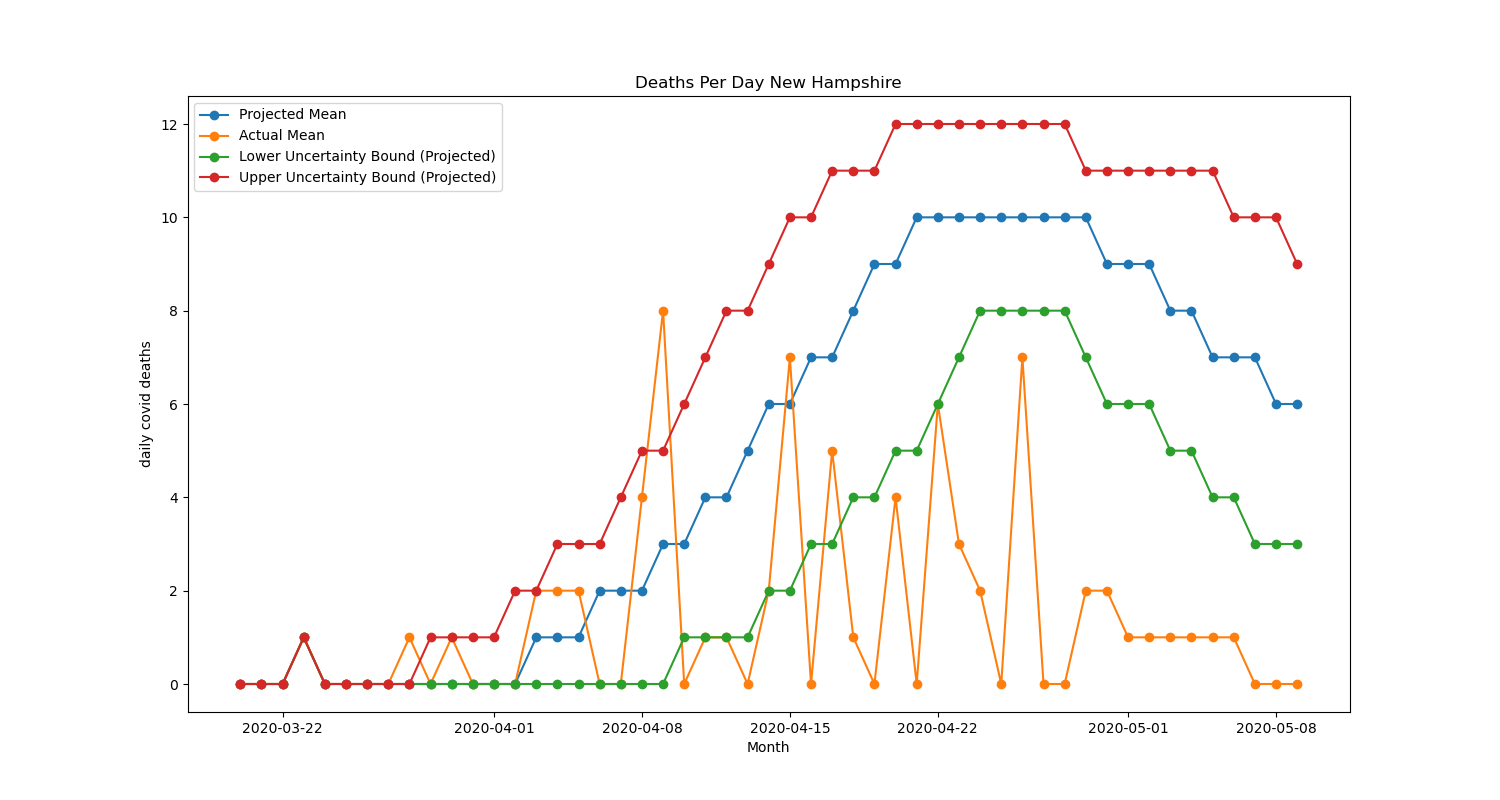 Deaths Per Day New Hampshire
Projected Mean
Actual Mean
Lower Uncertainty Bound (Projected)
Upper Uncertainty Bound (Projected)
12
10
8
6
4
2
0
daily covid deaths
2020-03-22 2020-04-01 2020-04-08 2020-04-15 2020-04-22 2020-05-01 2020-05-08
Month